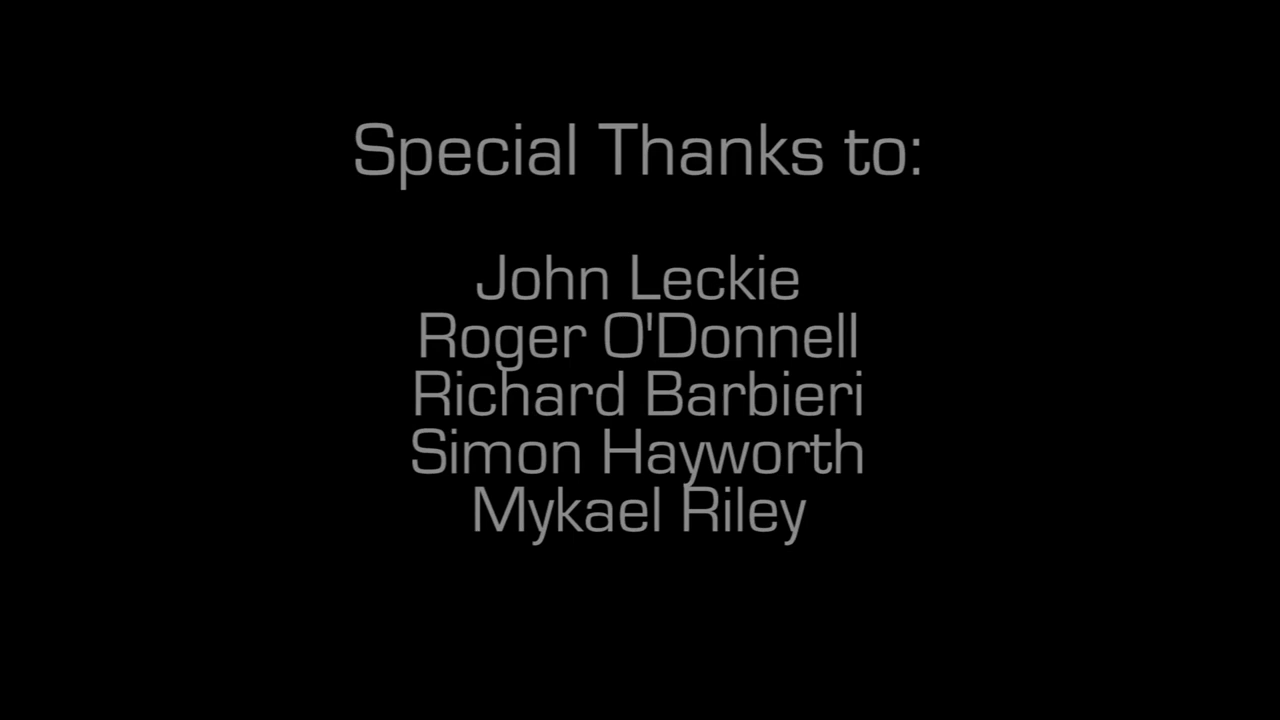 Special Thanks to:
John Leckie
Roger O'Donnell
Richard Barbieri
Simon Hayworth
Mykael Riley